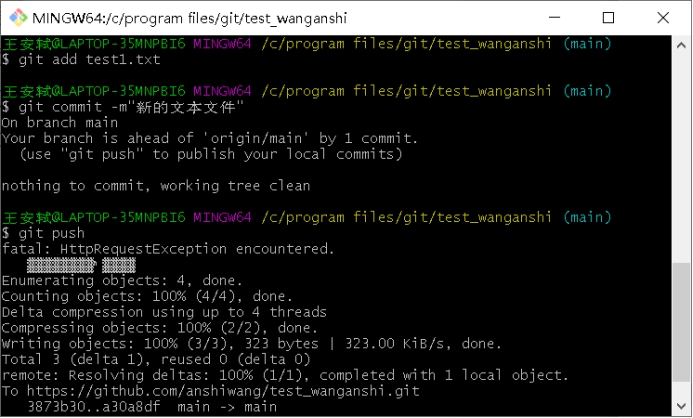 MINGW64:/c/program files/git/test_wanganshi
王安轼@LAPTOP-35MNPBI6 MINGW64 /c/program files/git/test_wanganshi (main)
$ git add test1.txt
王安轼@LAPTOP-35MNPBI6 MINGW64 /c/program files/git/test_wanganshi (main)
$ git commit -m"新的文本文件"
On branch main
Your branch is ahead of 'origin/main' by 1 commit.
(use "git push" to publish your local commits)
nothing to commit, working tree clean
王安轼@LAPTOP-35MNPBI6 MINGW64 /c/program files/git/test_wanganshi (main)
$ git push
fatal: HttpRequestException encountered.
Enumerating objects: 4, done.
Counting objects: 100% (4/4), done.
Delta compression using up to 4 threads
Compressing objects: 100% (2/2), done.
Writing objects: 100% (3/3), 323 bytes | 323.00 KiB/s, done.
Total 3 (delta 1), reused 0 (delta 0)
remote: Resolving deltas: 100% (1/1), completed with 1 local object.
To https://github.com/anshiwang/test_wanganshi.git
3873b30..a30a8df main -> main